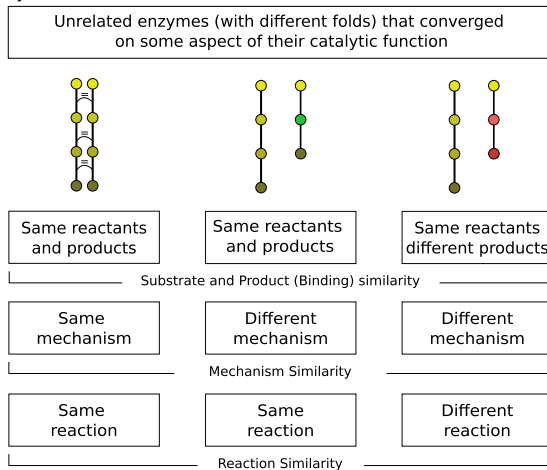 Unrelated enzymes (with different folds) that converged
on some aspect of their catalytic function
=
=
=
Same reactants
and products
Same reactants
and products
Same reactants
different products
Substrate and Product (Binding) similarity
Same
mechanism
Different
mechanism
Different
mechanism
Mechanism Similarity
Same
reaction
Same
reaction
Different
reaction
Reaction Similarity